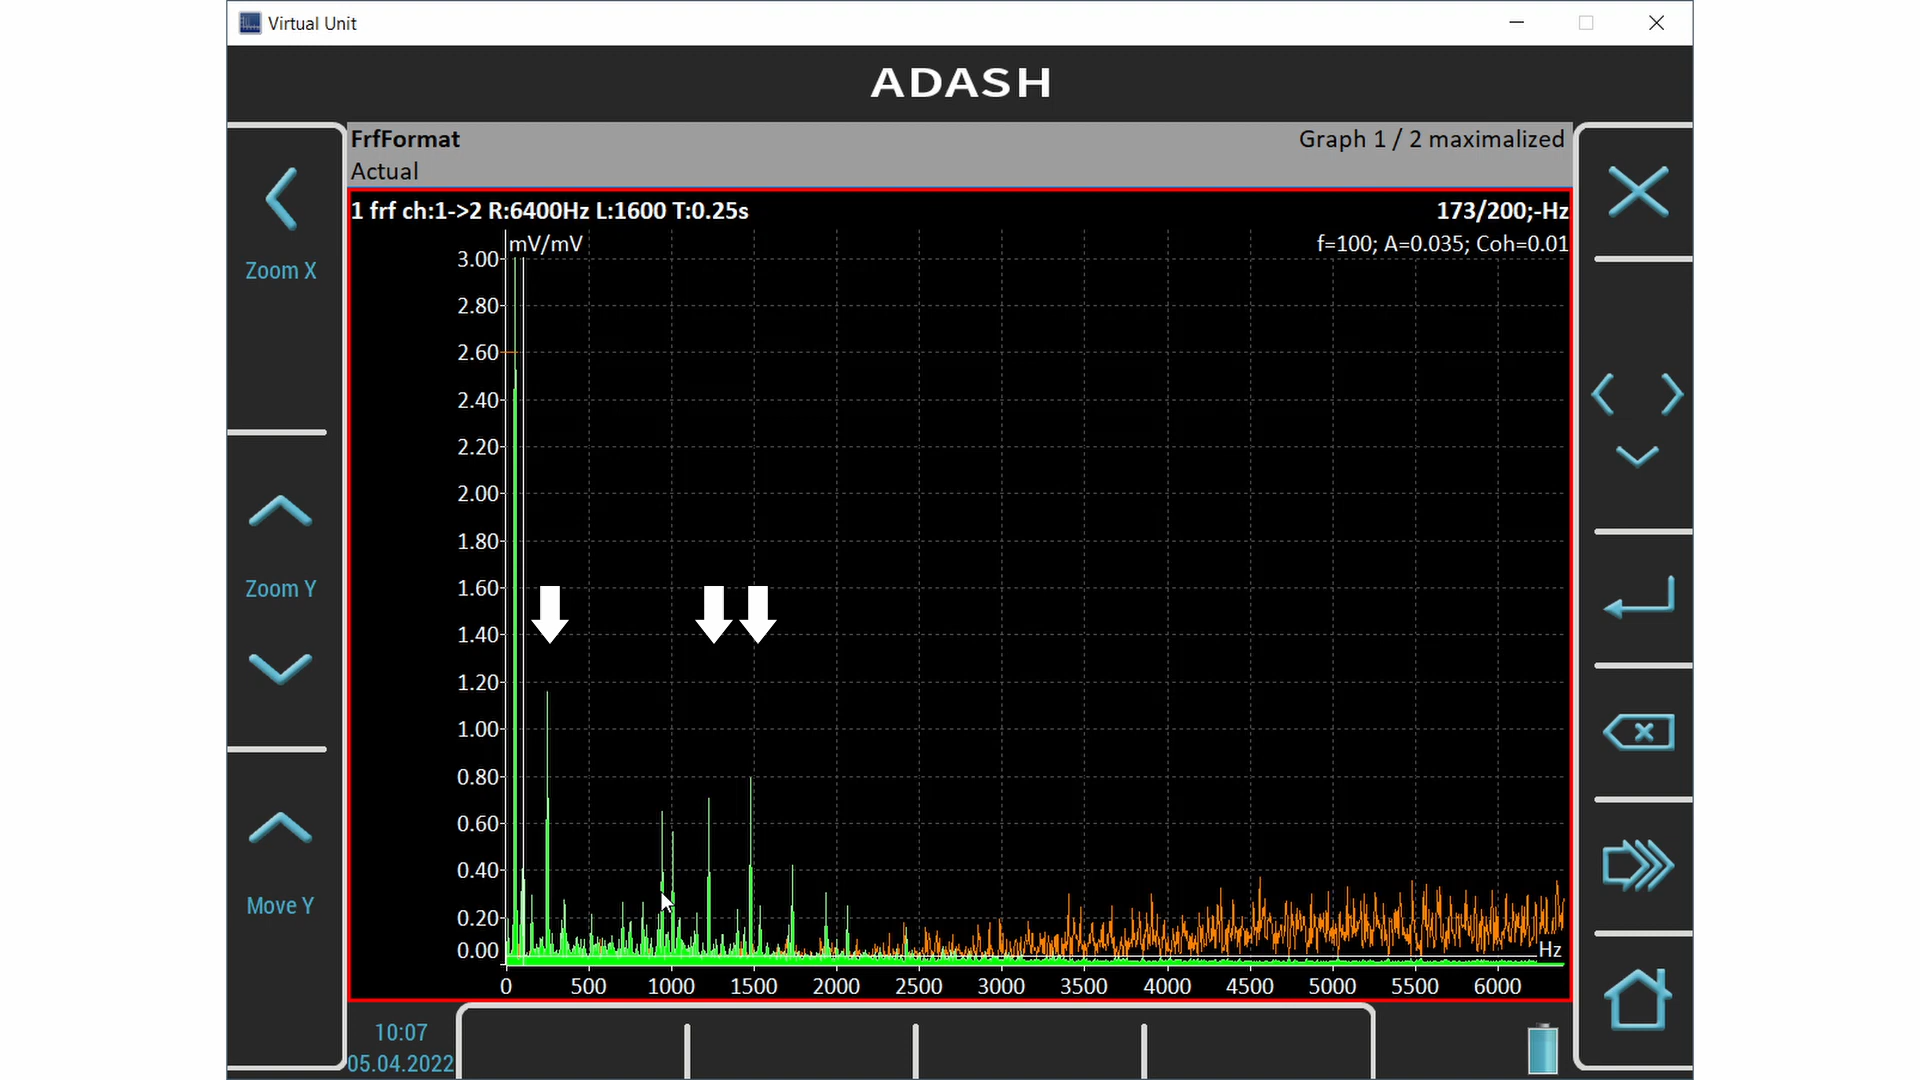 Virtual Unit
ADASH
FrfFormat
Graph 1 / 2 maximalized
Actual
1 frf ch:1->2 R:6400Hz L:1600 T:0.25s
173/200;-Hz
mV/mV
f=100; A=0.035; Coh=0.01
3.00
2.80
2.60
2.40
2.20
2.00
1.80
1.60
1.40
1.20
1.00
0.80
0.60
0.40
0.20
0.00
Hz
0 500 1000 1500 2000 2500 3000 3500 4000 4500 5000 5500 6000
Zoom X
Zoom Y
Move Y
10:07
05.04.2022